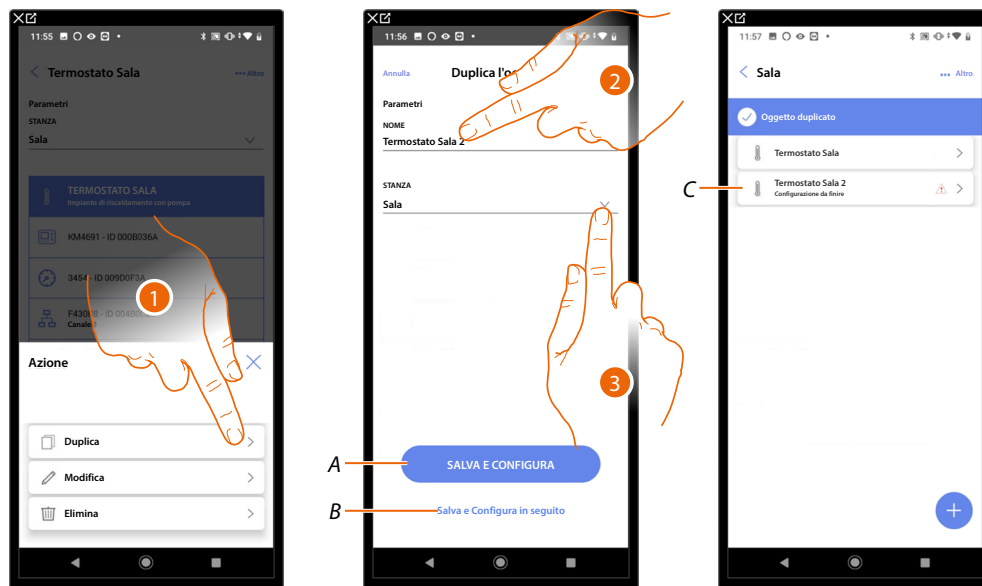 11:55
Termostato Sala
Altro
Parametri
STANZA
Sala
TERMOSTATO SALA
Impianto di riscaldamento con pompa
KM4691 - ID 000B036A
3454 - ID 009D0F3A
Canale
1
Azione
Duplica
Modifica
Elimina
11:56
Annulla
Duplica l'og
2
Parametri
NOME
Termostato Sala 2
STANZA
Sala
3
A
SALVA E CONFIGURA
B
Salva e Configura in seguito
11:57
Sala
Altro
Oggetto duplicato
Termostato Sala
C
Termostato Sala 2
Configurazione da finire